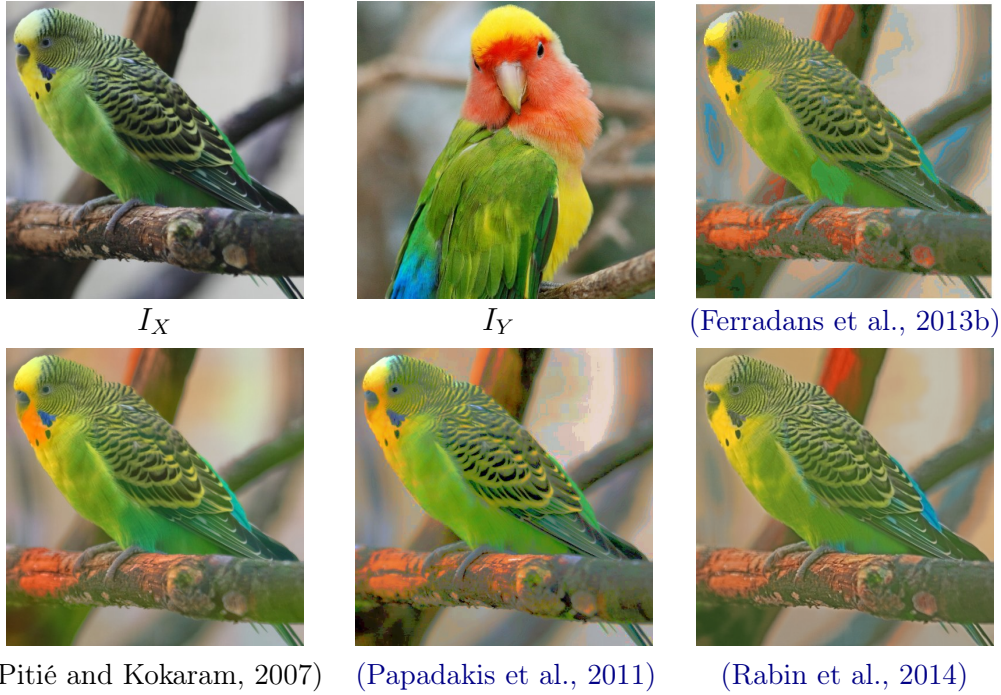 I_X
I_Y
(Ferradans et al., 2013b)
Pitié and Kokaram, 2007)
(Papadakis et al., 2011)
(Rabin et al., 2014)